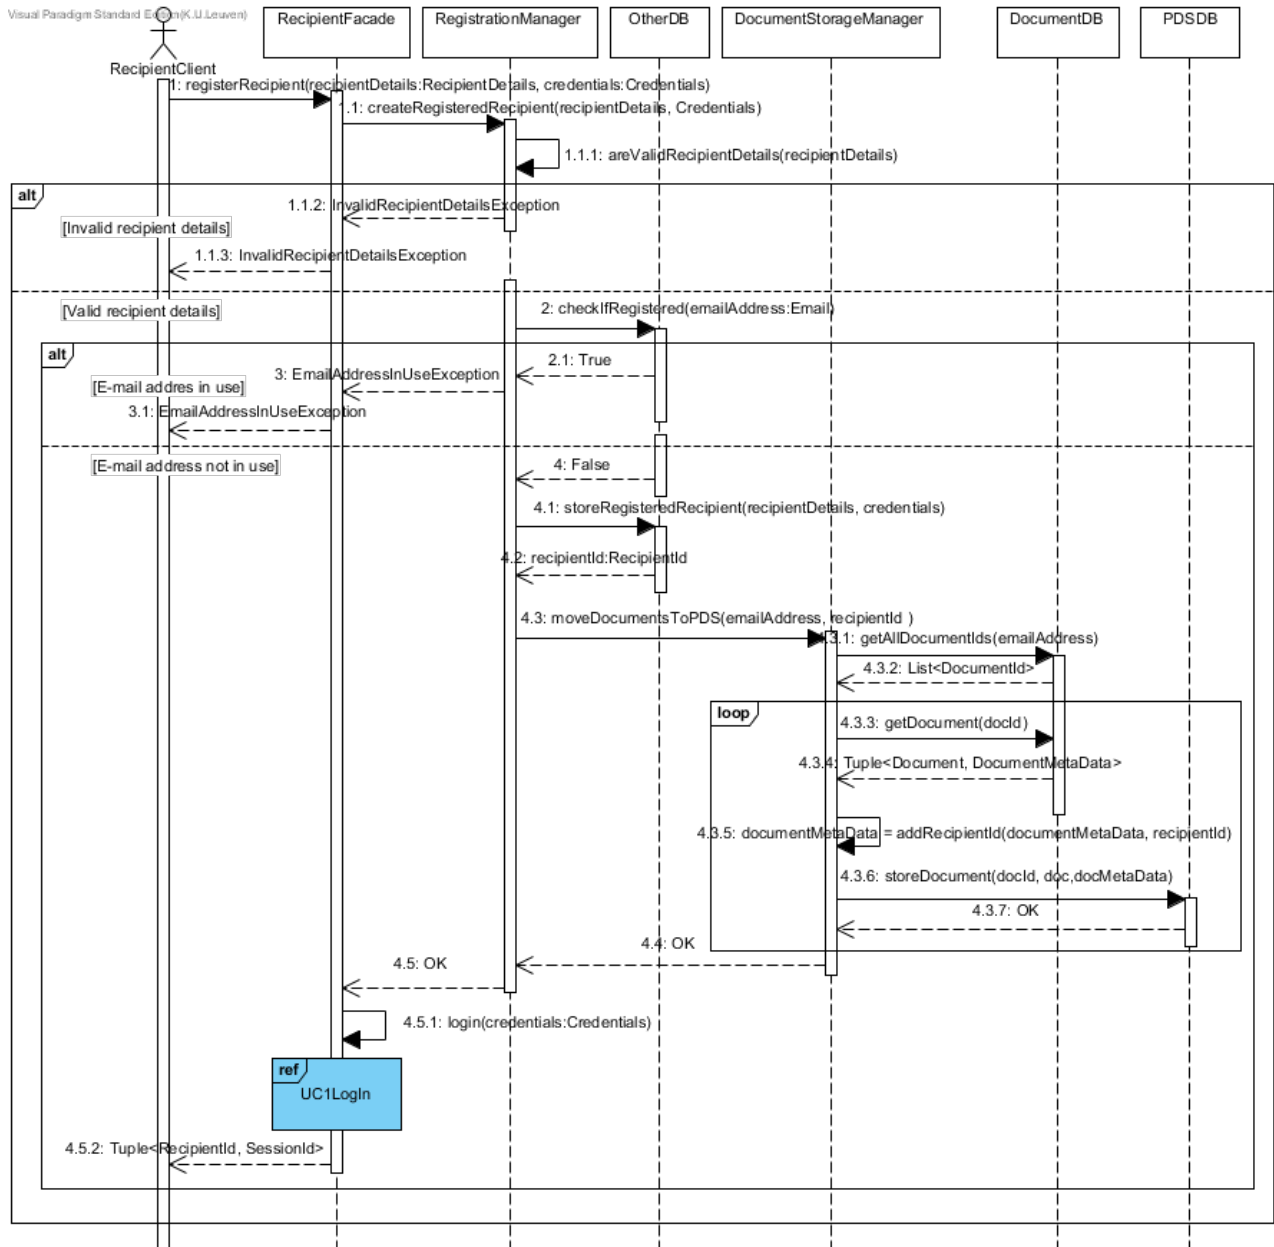 Visual Paradigm Standard Edition(K.U.Leuven)
RecipientClient
RecipientFacade
RegistrationManager
OtherDB
DocumentStorageManager
DocumentDB
PDSDB
1: registerRecipient(recipientDetails:RecipientDetails, credentials:Credentials)
1.1: createRegisteredRecipient(recipientDetails, Credentials)
1.1.1: areValidRecipientDetails(recipientDetails)
alt
1.1.2: InvalidRecipientDetailsException
[Invalid recipient details]
1.1.3: InvalidRecipientDetailsException
[Valid recipient details]
2: checkIfRegistered(emailAddress:Email)
alt
2.1: True
3: EmailAddressInUseException
[E-mail addres in use]
3.1: EmailAddressInUseException
[E-mail address not in use]
4: False
4.1: storeRegisteredRecipient(recipientDetails, credentials)
4.2: recipientId:RecipientId
4.3: moveDocumentsToPDS(emailAddress, recipientId )
4.3.1: getAllDocumentIds(emailAddress)
4.3.2: List<DocumentId>
loop
4.3.3: getDocument(docId)
4.3.4: Tuple<Document, DocumentMetaData>
4.3.5: documentMetaData = addRecipientId(documentMetaData, recipientId)
4.3.6: storeDocument(docId, doc,docMetaData)
4.3.7: OK
4.4: OK
4.5: OK
4.5.1: login(credentials:Credentials)
ref
UC1LogIn
4.5.2: Tuple<RecipientId, SessionId>